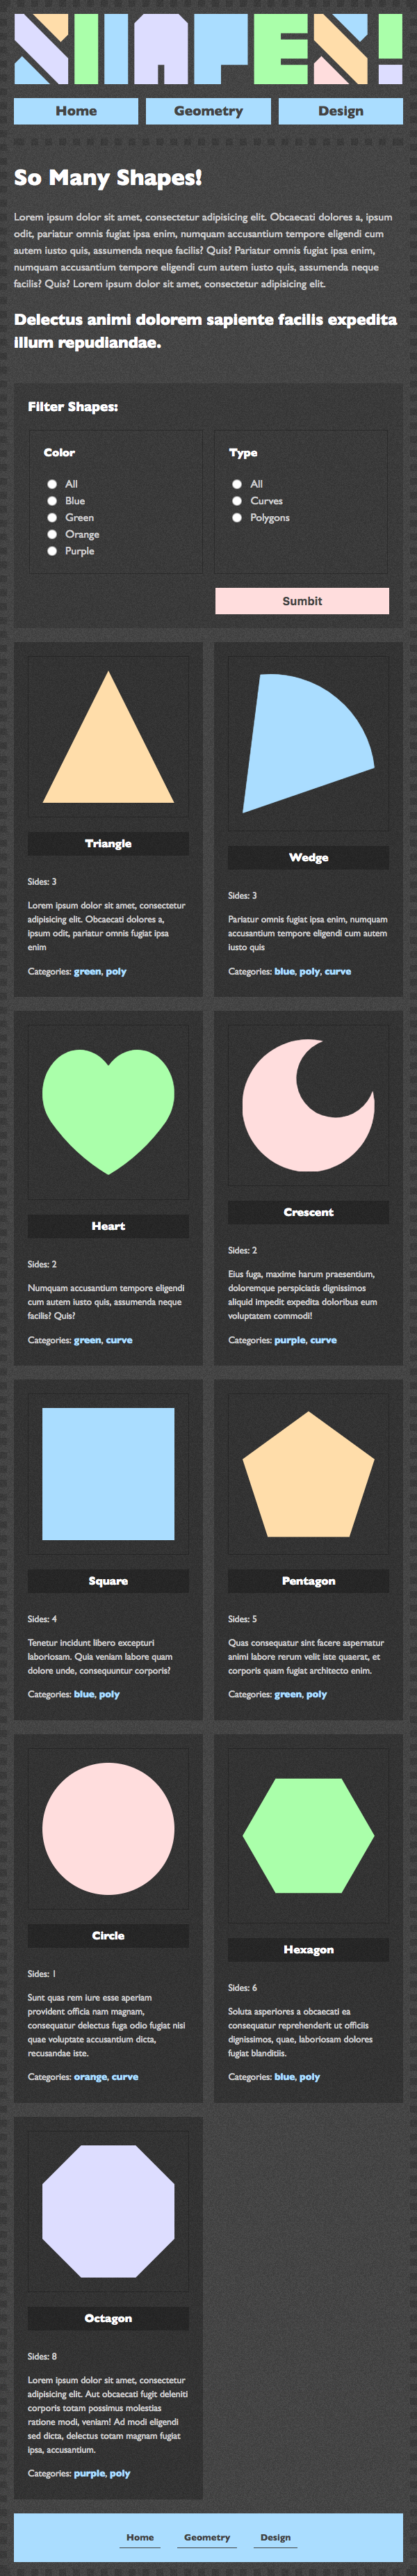 SHAPES!
Home
Geometry
Design
So Many Shapes!
Lorem ipsum dolor sit amet, consectetur adipisicing elit. Obcaecati dolores a, ipsum
odit, pariatur omnis fugiat ipsa enim, numquam accusantium tempore eligendi cum
autem iusto quis, assumenda neque facilis? Quis? Pariatur omnis fugiat ipsa enim,
numquam accusantium tempore eligendi cum autem iusto quis, assumenda neque
facilis? Quis? Lorem ipsum dolor sit amet, consectetur adipisicing elit.
Delectus animi dolorem sapiente facilis expedita
illum repudiandae.
Filter Shapes:
Color
All
Blue
Green
Orange
Purple
Type
All
Curves
Polygons
Sumbit
Triangle
Sides: 3
Lorem ipsum dolor sit amet, consectetur
adipisicing elit. Obcaecati dolores a,
ipsum odit, pariatur omnis fugiat ipsa
enim
Categories: green, poly
Wedge
Sides: 3
Pariatur omnis fugiat ipsa enim, numquam
accusantium tempore eligendi cum autem
iusto quis
Categories: blue, poly, curve
Heart
Sides: 2
Numquam accusantium tempore eligendi
cum autem iusto quis, assumenda neque
facilis? Quis?
Categories: green, curve
Crescent
Sides: 2
Eius fuga, maxime harum praesentium,
doloremque perspiciatis dignissimos
aliquid impedit expedita doloribus eum
voluptatem commodi!
Categories: purple, curve
Square
Sides: 4
Tenetur incidunt libero excepturi
laboriosam. Quia veniam labore quam
dolore unde, consequuntur corporis?
Categories: blue, poly
Pentagon
Sides: 5
Quas consequatur sint facere aspernatur
animi labore rerum velit iste quaerat, et
corporis quam fugiat architecto enim.
Categories: green, poly
Circle
Sides: 1
Sunt quas rem iure esse aperiam
provident officia nam magnam,
consequatur delectus fuga odio fugiat nisi
quae voluptate accusantium dicta,
recusandae iste.
Categories: orange, curve
Hexagon
Sides: 6
Soluta asperiores a obcaecati ea
consequatur reprehenderit ut officiis
dignissimos, quae, laboriosam dolores
fugiat blanditiis.
Categories: blue, poly
Octagon
Sides: 8
Lorem ipsum dolor sit amet, consectetur
adipisicing elit. Aut obcaecati fugit deleniti
corporis totam possimus molestias
ratione modi, veniam! Ad modi eligendi
sed dicta, delectus totam magnam fugiat
ipsa, accusantium.
Categories: purple, poly
Home
Geometry
Design